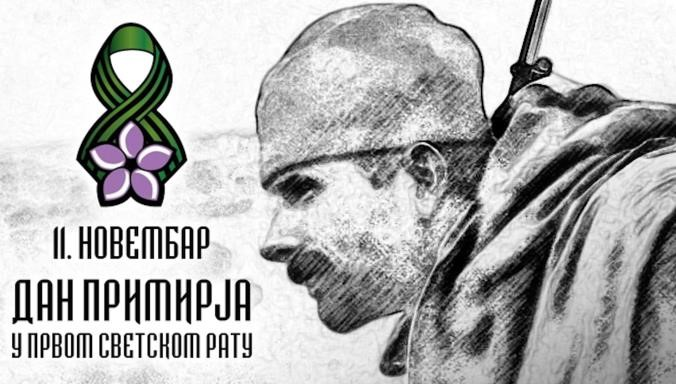 11. НОВЕМБАР
ДАН ПРИМИРЈА
У ПРВОМ СВЕТСКОМ РАТУ